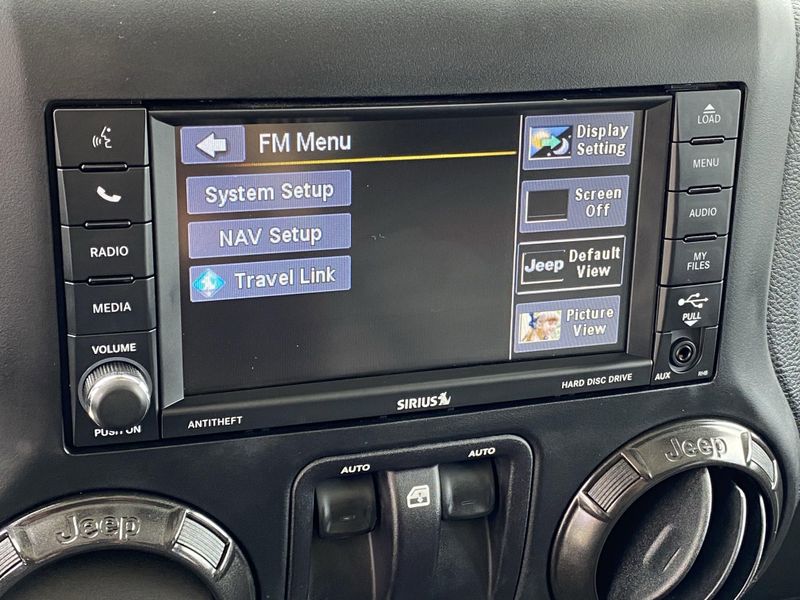 LOAD
FM Menu
Display
Setting
MENU
System Setup
Screen
Off
AUDIO
RADIO
NAV Setup
Jeep
Default
View
MY
FILES
MEDIA
Travel Link
Picture
View
PULL
VOLUME
PUSH ON
ANTITHEFT
SIRIUS
HARD DISC DRIVE
AUX
RHB
AUTO
AUTO
Jeep
Jeep